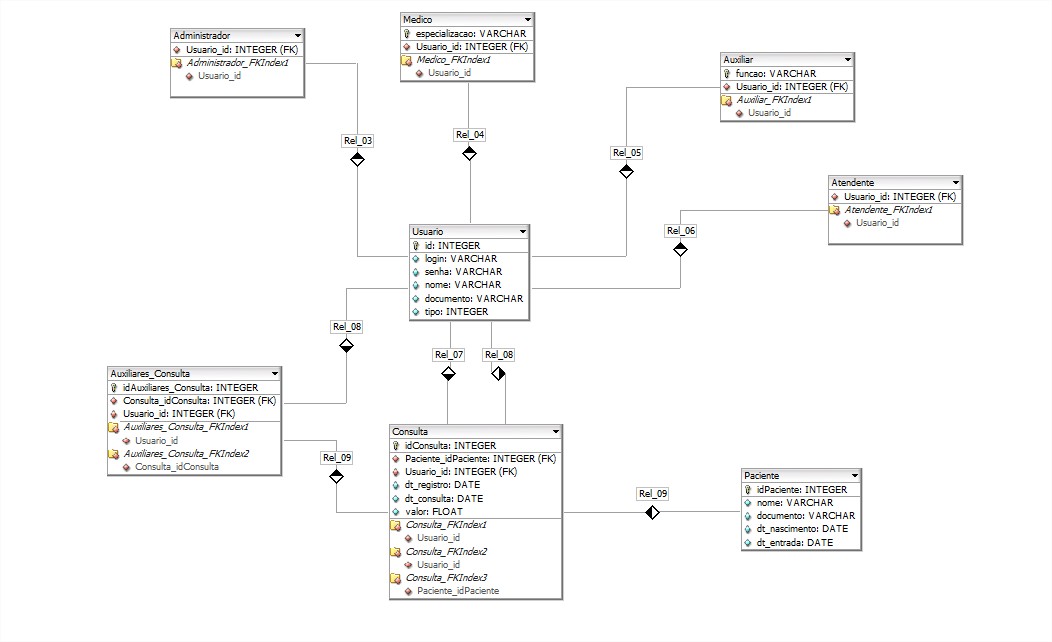 Administrador
Usuario_id: INTEGER (FK)
Administrador_FKIndex1
Usuario_id
Medico
especializacao: VARCHAR
Usuario_id: INTEGER (FK)
Medico_FKIndex1
Usuario_id
Auxiliar
funcao: VARCHAR
Usuario_id: INTEGER (FK)
Auxiliar_FKIndex1
Usuario_id
Rel_03
Rel_04
Rel_05
Atendente
Usuario_id: INTEGER (FK)
Atendente_FKIndex1
Usuario_id
Rel_06
Usuario
id: INTEGER
login: VARCHAR
senha: VARCHAR
nome: VARCHAR
documento: VARCHAR
tipo: INTEGER
Rel_08
Rel_07
Rel_08
Auxiliares_Consulta
idAuxiliares_Consulta: INTEGER
Consulta_idConsulta: INTEGER (FK)
Usuario_id: INTEGER (FK)
Auxiliares_Consulta_FKIndex1
Usuario_id
Auxiliares_Consulta_FKIndex2
Consulta_idConsulta
Rel_09
Consulta
idConsulta: INTEGER
Paciente_idPaciente: INTEGER (FK)
Usuario_id: INTEGER (FK)
dt_registro: DATE
dt_consulta: DATE
valor: FLOAT
Consulta_FKIndex1
Usuario_id
Consulta_FKIndex2
Usuario_id
Consulta_FKIndex3
Paciente_idPaciente
Rel_09
Paciente
idPaciente: INTEGER
nome: VARCHAR
documento: VARCHAR
dt_nascimento: DATE
dt_entrada: DATE